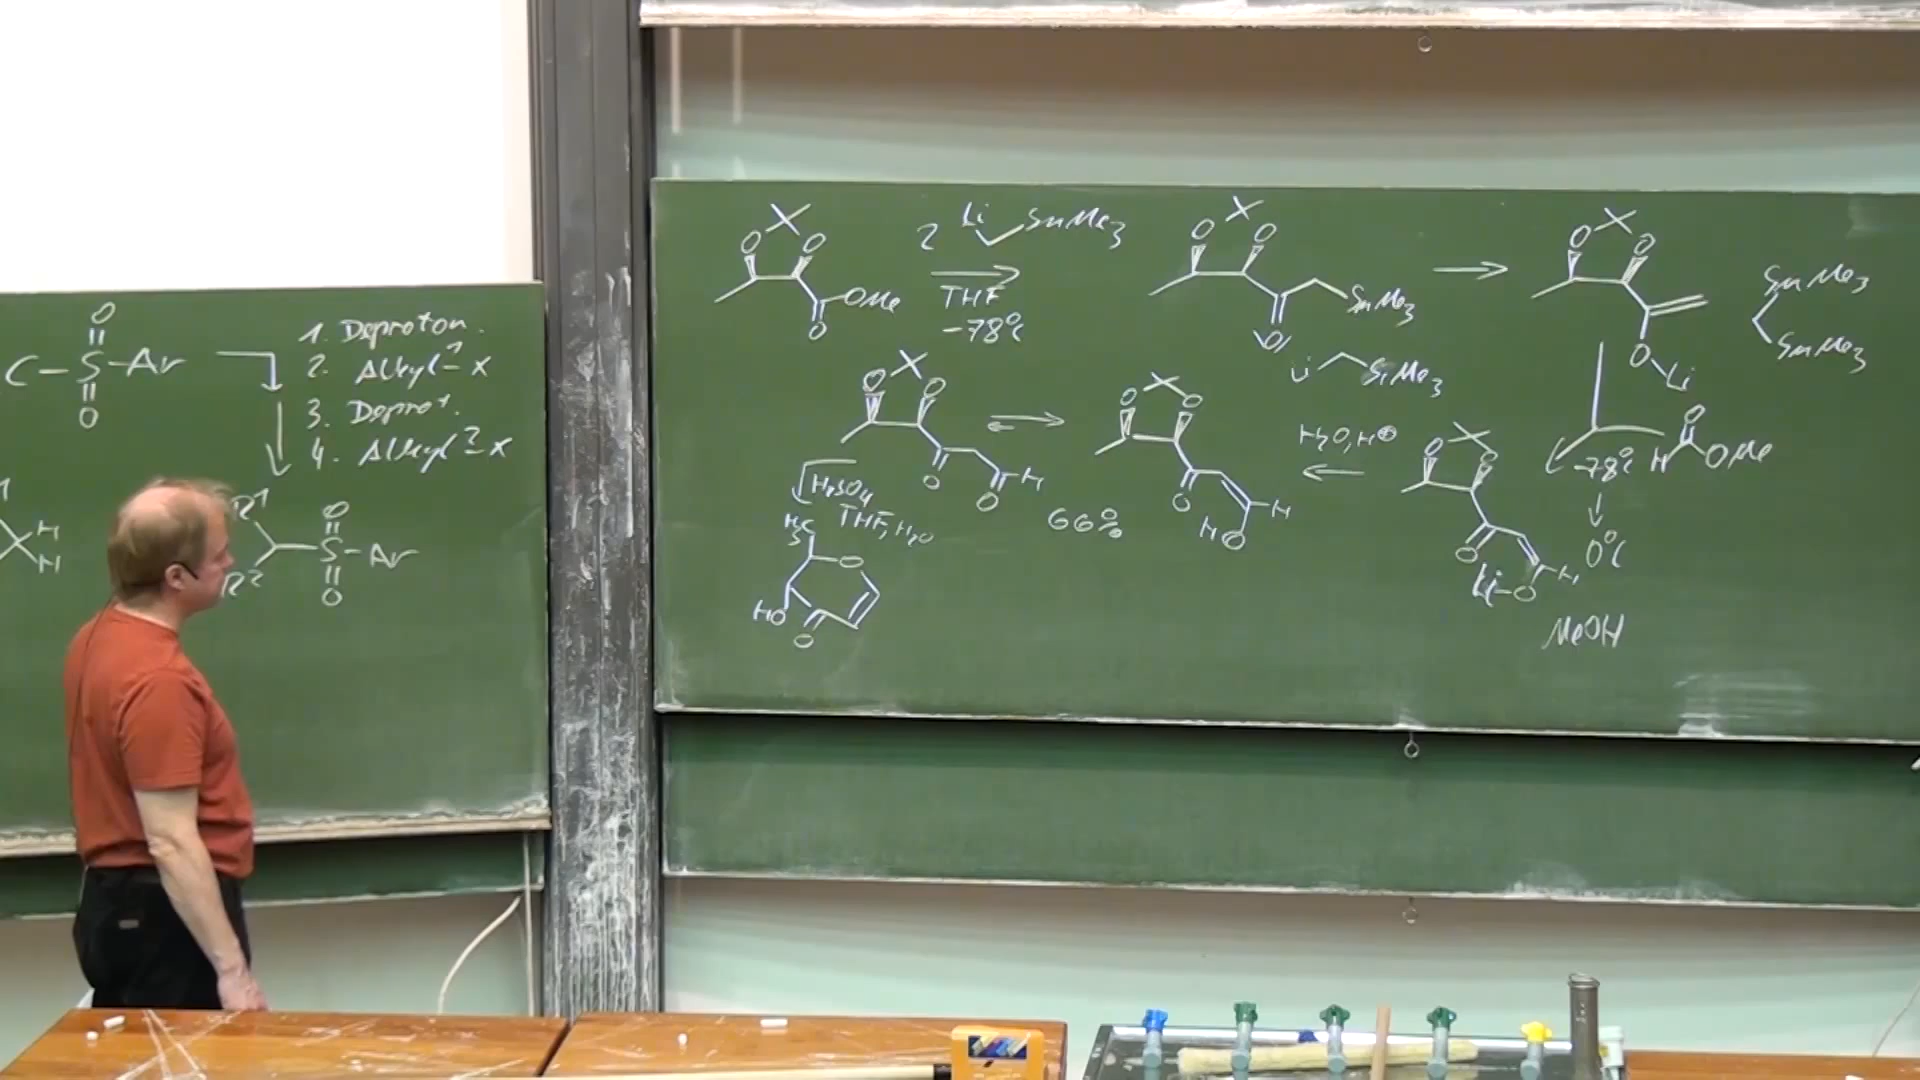 O
C-S-Ar
O
1. Deproton.
2. Alkyl¹-X
3. Deprot.
4. Alkyl²-X
H
H
R¹
R²
O
S-Ar
O
O O
OMe
O
2 Li SnMe3
THF
-78°C
O O
SnMe3
O
Li SiMe3
O O
O
Li
SnMe3
SnMe3
O O
O O
H
O O
O
H
HO
66%
H2O, H⊕
O O
O
H
Li-O
-78°C
↓
0°C
H O
OMe
MeOH
H2SO4
THF, H2O
H3C
O
HO
O